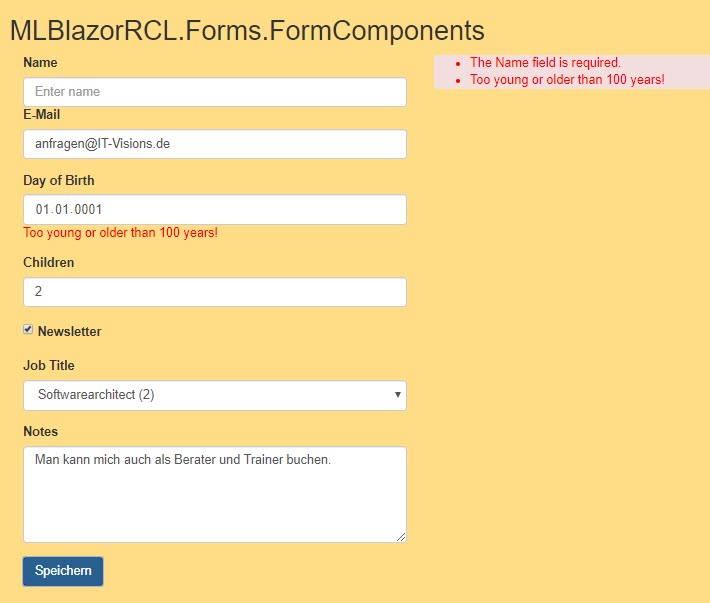 MLBlazorRCL.Forms.FormComponents
Name
Enter name
E-Mail
anfragen@IT-Visions.de
Day of Birth
01.01.0001
Too young or older than 100 years!
Children
2
Newsletter
Job Title
Softwarearchitect (2)
Notes
Man kann mich auch als Berater und Trainer buchen.
Speichern
The Name field is required.
Too young or older than 100 years!